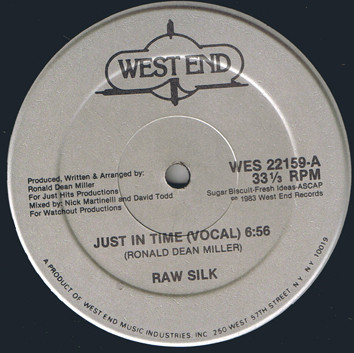 WEST END
WES 22159-A
33⅓ RPM
Produced, Written & Arranged by:
Ronald Dean Miller
For Just Hits Productions
Mixed by: Nick Martinelli and David Todd
For Watchout Productions
Sugar Biscuit-Fresh Ideas-ASCAP
℗ 1983 West End Records
JUST IN TIME (VOCAL) 6:56
(RONALD DEAN MILLER)
RAW SILK
A PRODUCT OF WEST END MUSIC INDUSTRIES, INC. 250 WEST 57TH STREET, NY, NY 10019